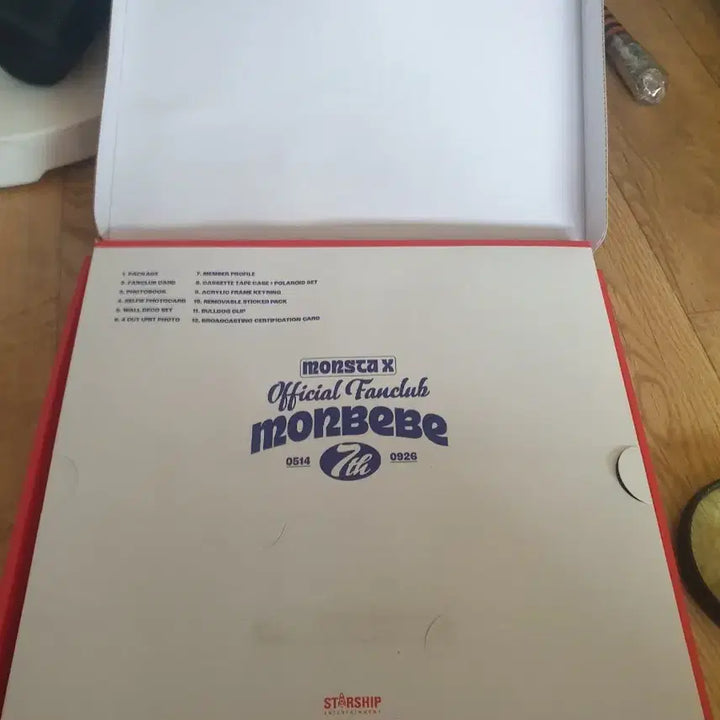 1. PACKAGE
2. FANCLUB CARD
3. PHOTOBOOK
4. SELFIE PHOTOCARD
5. WALL DECO SET
6. 4 CUT UNIT PHOTO
7. MEMBER PROFILE
8. CASSETTE TAPE CASE + POLAROID SET
9. ACRYLIC FRAME KEYRING
10. REMOVABLE STICKER PACK
11. BULLDOG CLIP
12. BROADCASTING CERTIFICATION CARD
MONSTA X
Official Fanclub
MONBEBE
0514 7th 0926
STARSHIP
ENTERTAINMENT